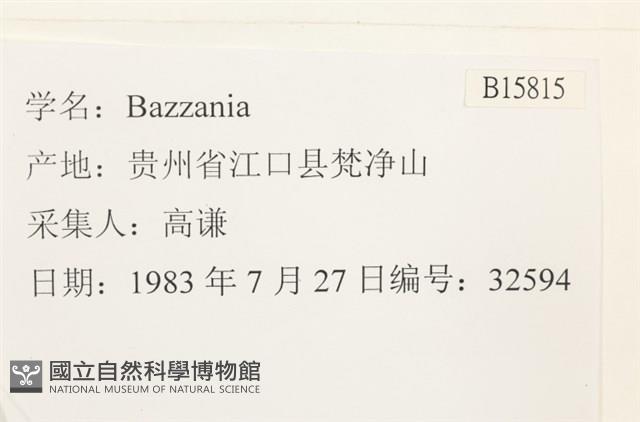 B15815
学名：Bazzania
产地：贵州省江口县梵净山
采集人：高谦
日期：1983 年 7 月 27 日编号：32594
國立自然科學博物館
NATIONAL MUSEUM OF NATURAL SCIENCE